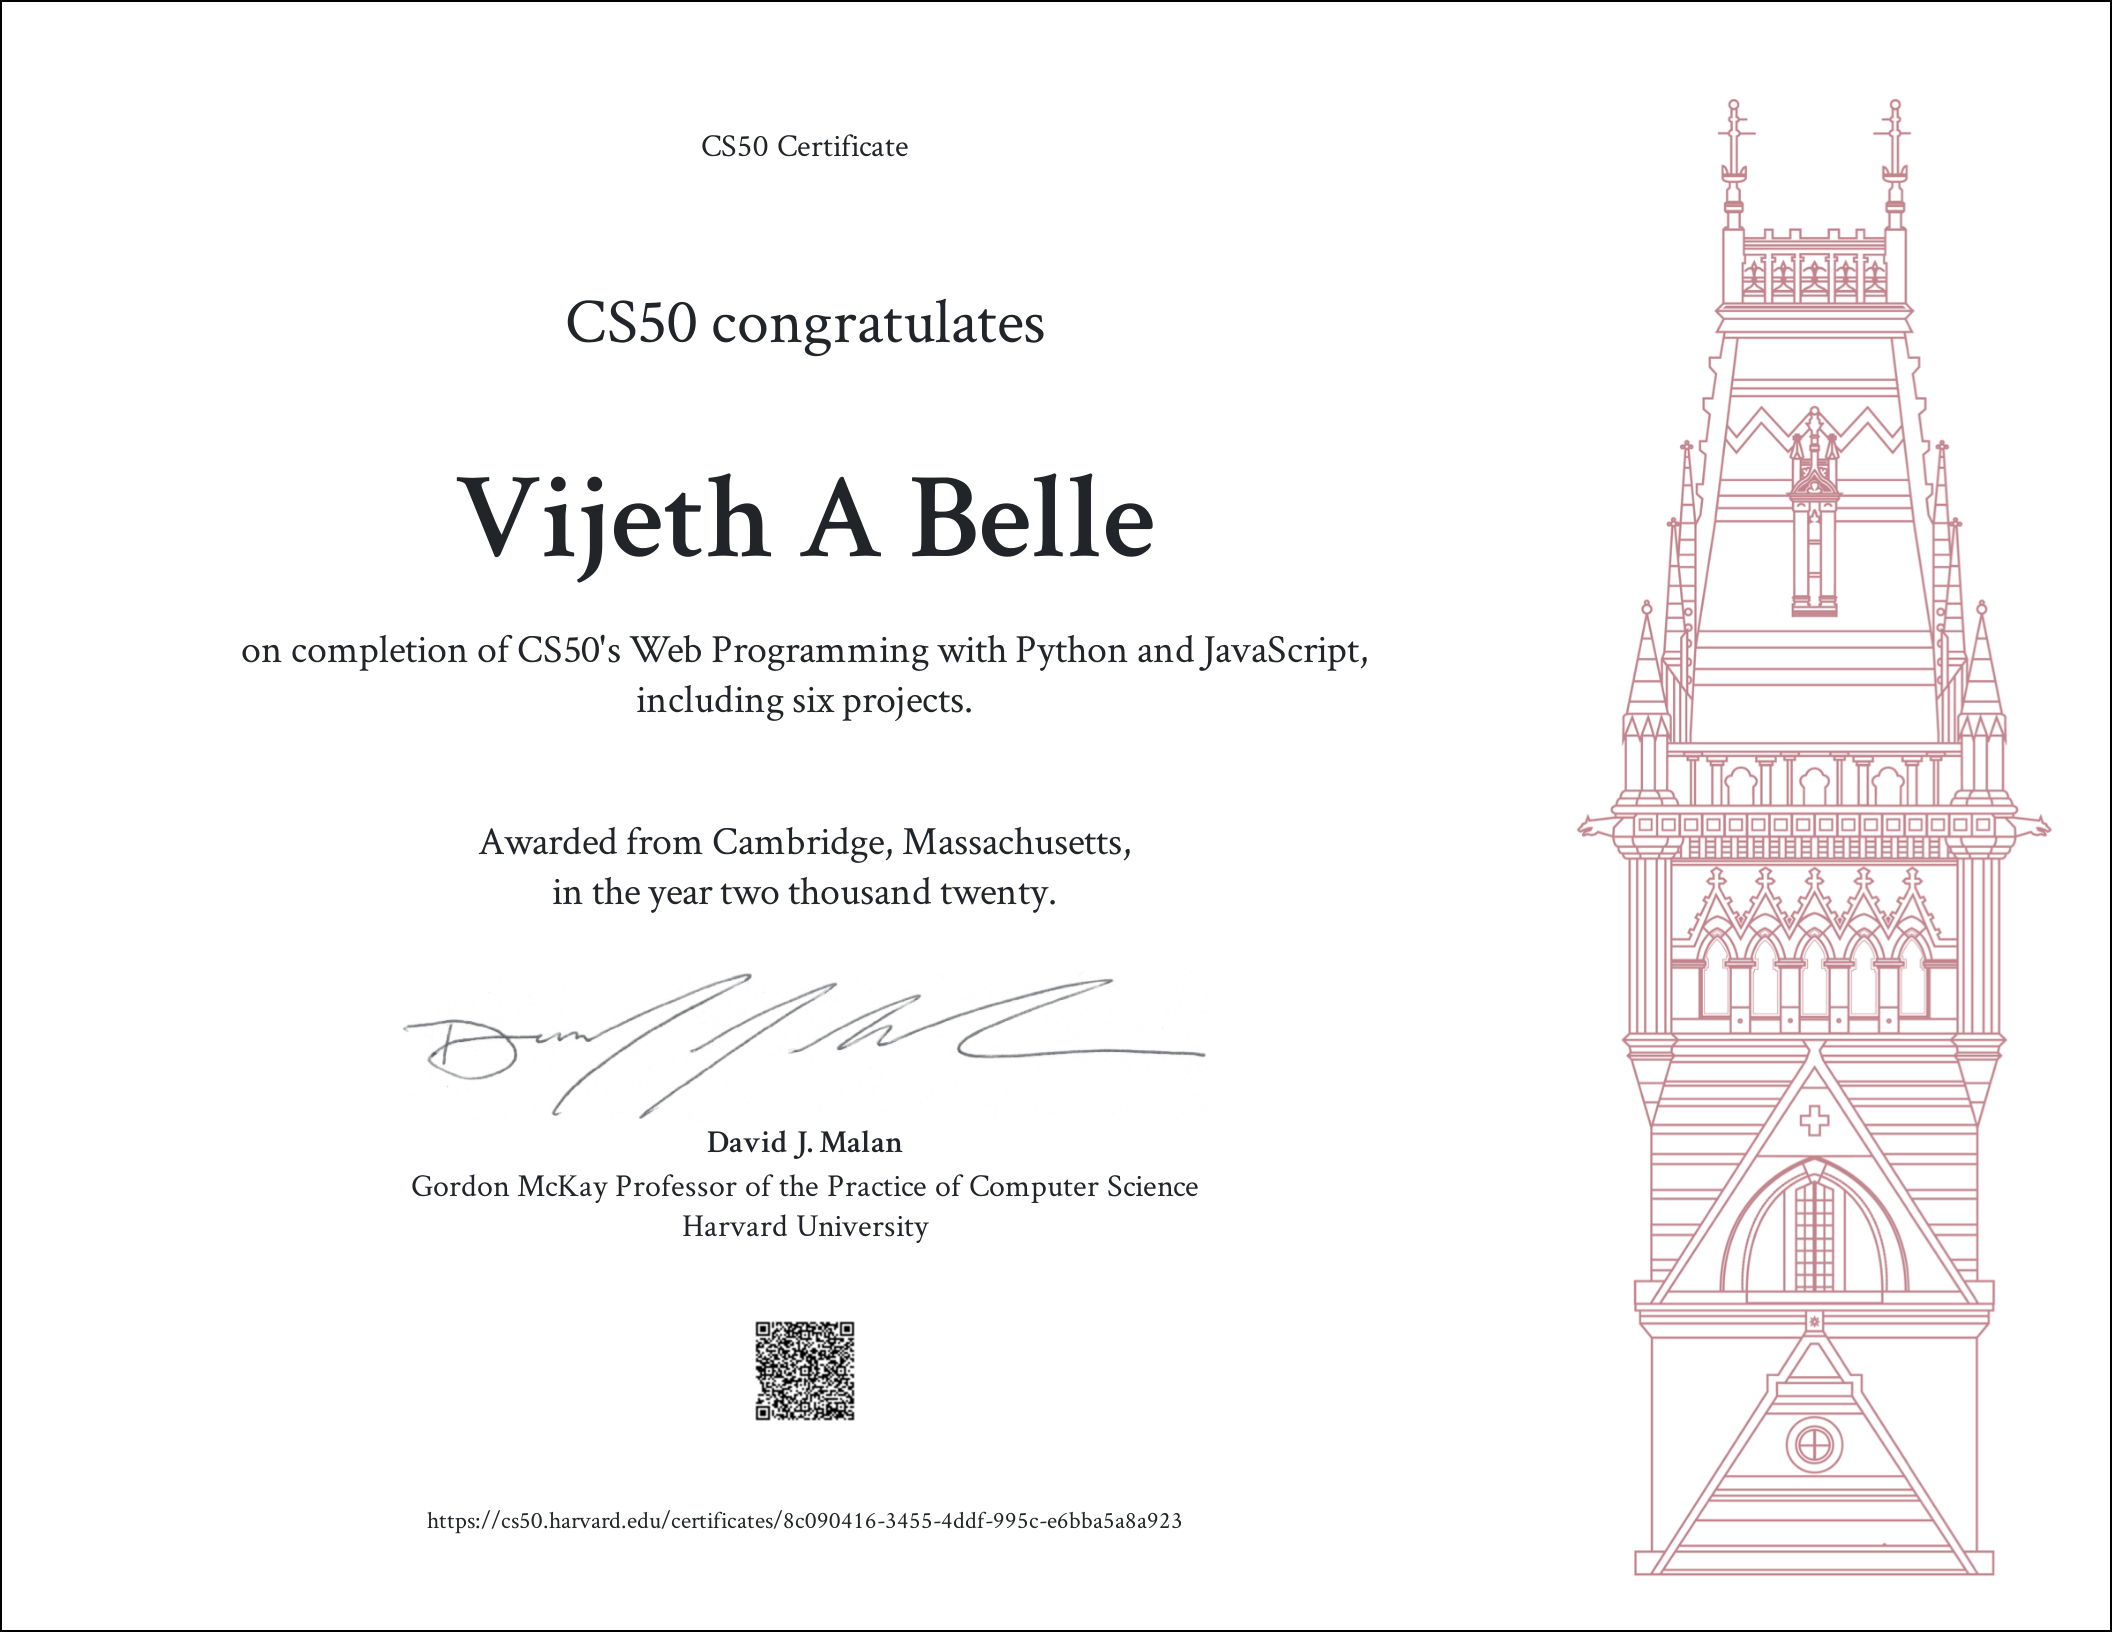 CS50 Certificate
CS50 congratulates
Vijeth A Belle
on completion of CS50's Web Programming with Python and JavaScript,
including six projects.
Awarded from Cambridge, Massachusetts,
in the year two thousand twenty.
David J. Malan
Gordon McKay Professor of the Practice of Computer Science
Harvard University
https://cs50.harvard.edu/certificates/8c090416-3455-4ddf-995c-e6bba5a8a923